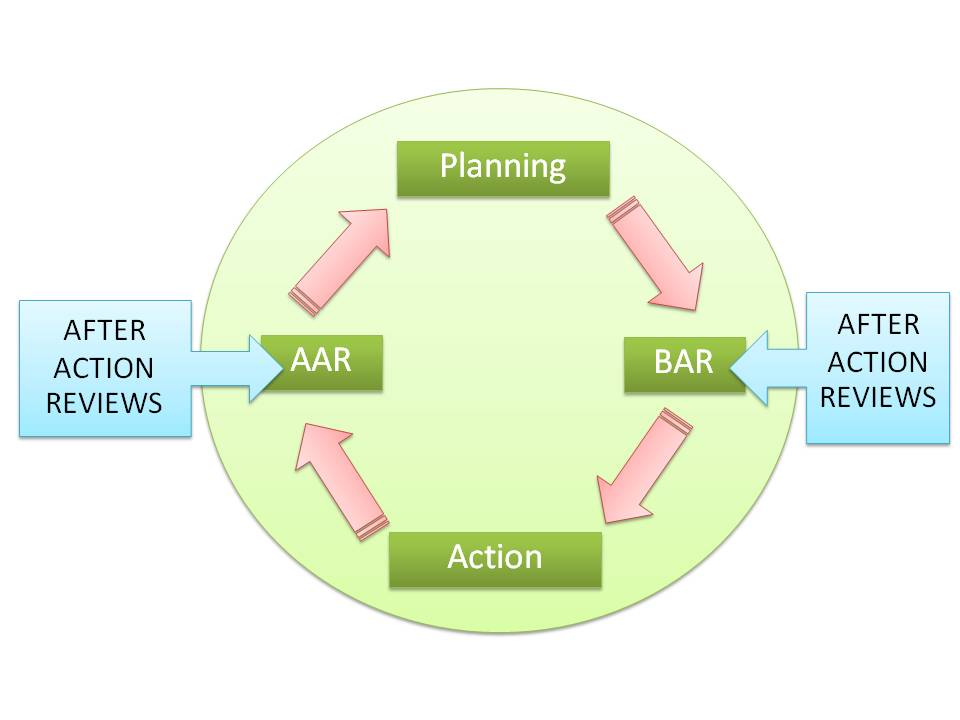 Planning
AFTER
ACTION
REVIEWS
AAR
BAR
AFTER
ACTION
REVIEWS
Action